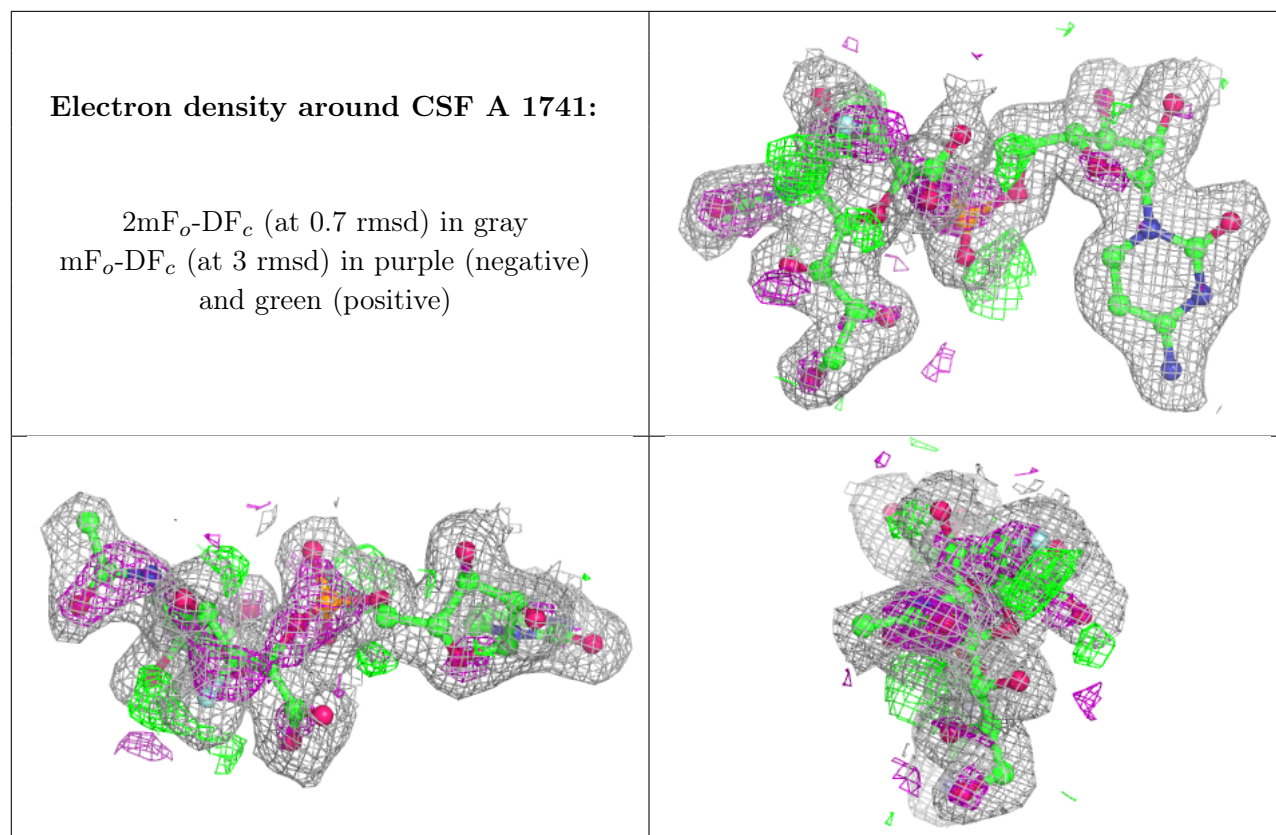 Electron density around CSF A 1741:
2mFo-DFc (at 0.7 rmsd) in gray
mFo-DFc (at 3 rmsd) in purple (negative)
and green (positive)